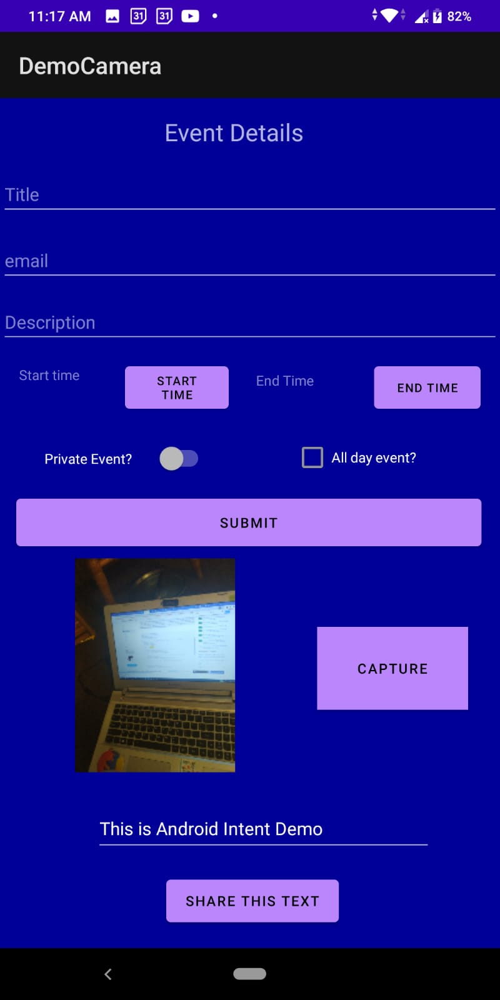 11:17 AM 31 31 82%
DemoCamera
Event Details
Title
email
Description
Start time
START
TIME
End Time
END TIME
Private Event?
All day event?
SUBMIT
CAPTURE
This is Android Intent Demo
SHARE THIS TEXT